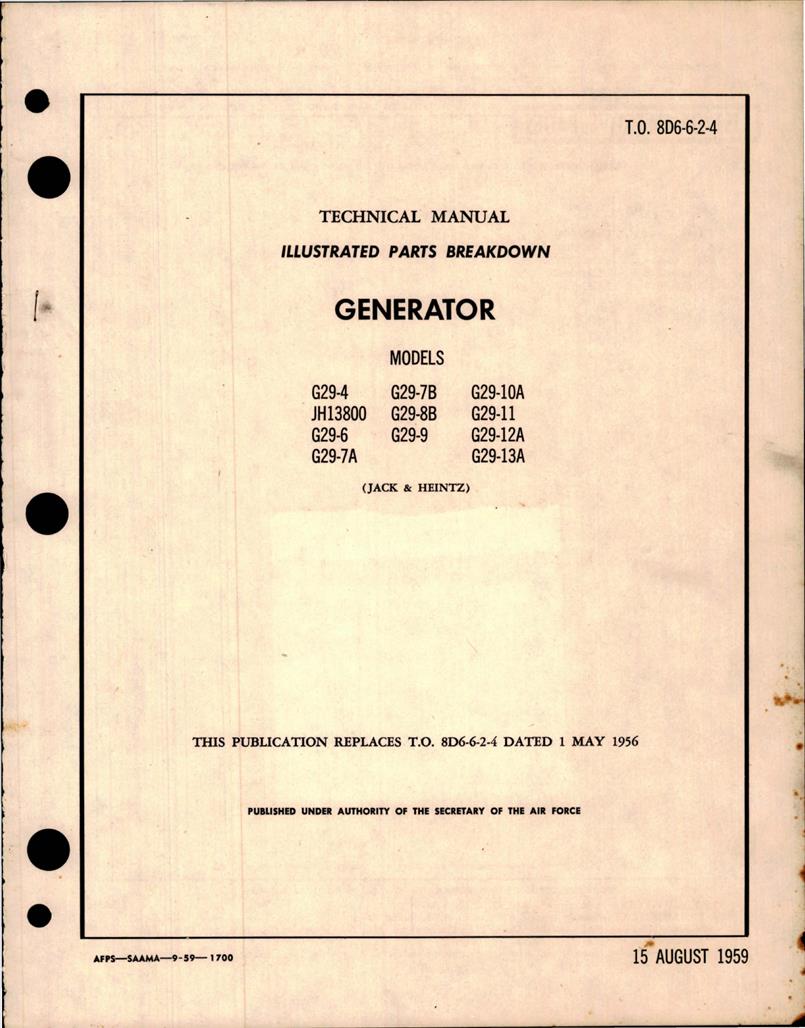 T.O. 8D6-6-2-4
TECHNICAL MANUAL
ILLUSTRATED PARTS BREAKDOWN
GENERATOR
MODELS
G29-4 G29-7B G29-10A
JH13800 G29-8B G29-11
G29-6 G29-9 G29-12A
G29-7A G29-13A
(JACK & HEINTZ)
THIS PUBLICATION REPLACES T.O. 8D6-6-2-4 DATED 1 MAY 1956
PUBLISHED UNDER AUTHORITY OF THE SECRETARY OF THE AIR FORCE
AFPS—SAAMA—9-59—1700
15 AUGUST 1959